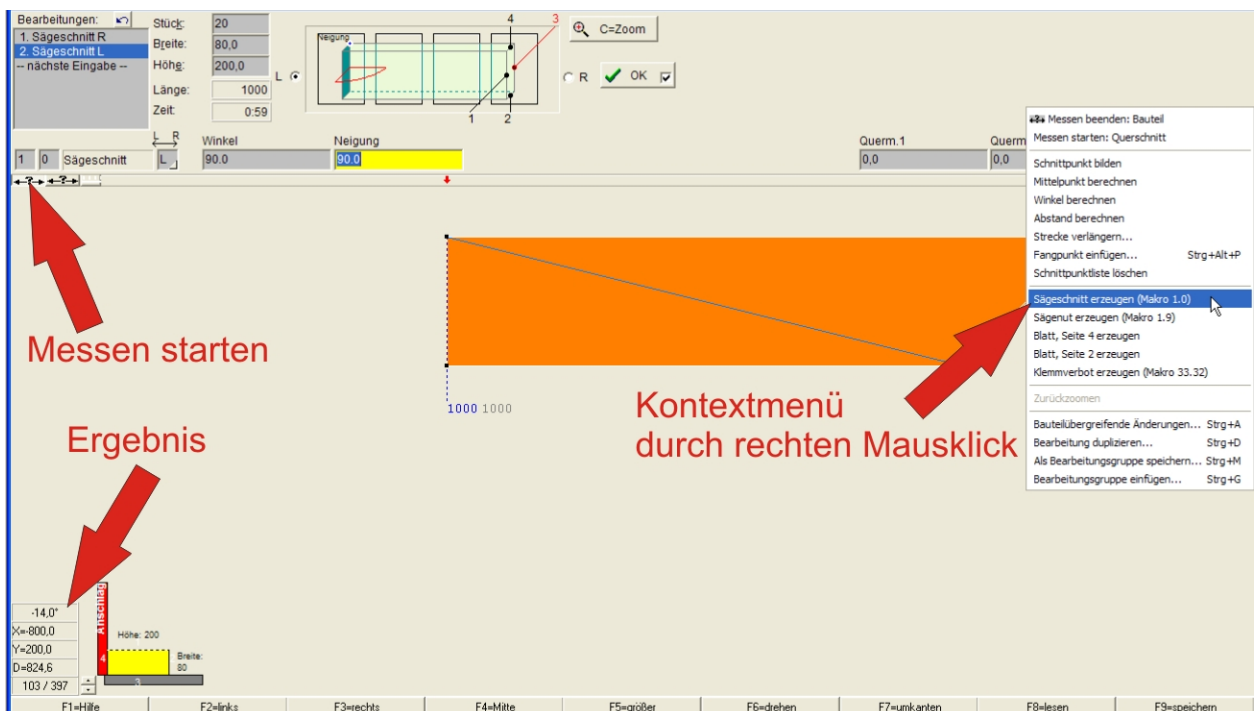 Bearbeitungen:
1. Sägeschnitt R
2. Sägeschnitt L
-- nächste Eingabe --
Stück: 20
Breite: 80,0
Höhe: 200,0
Länge: 1000
Zeit: 0:59
L
Neigung
4
3
1
2
R
C=Zoom
OK
L R
Winkel
Neigung
Querm.1
Querm
1 0 Sägeschnitt L 90.0 90.0 0,0 0,0
←?→ ←?→
Messen starten
Ergebnis
1000 1000
Kontextmenü
durch rechten Mausklick
Messen beenden: Bauteil
Messen starten: Querschnitt
Schnittpunkt bilden
Mittelpunkt berechnen
Winkel berechnen
Abstand berechnen
Strecke verlängern...
Fangpunkt einfügen... Strg+Alt+P
Schnittpunktliste löschen
Sägeschnitt erzeugen (Makro 1.0)
Sägenut erzeugen (Makro 1.9)
Blatt, Seite 4 erzeugen
Blatt, Seite 2 erzeugen
Klemmverbot erzeugen (Makro 33.32)
Zurückzoomen
Bauteilübergreifende Änderungen... Strg+A
Bearbeitung duplizieren... Strg+D
Als Bearbeitungsgruppe speichern... Strg+M
Bearbeitungsgruppe einfügen... Strg+G
-14,0°
X=-800,0
Y=200,0
D=824,6
103 / 397
Anschlag
4
Höhe: 200
Breite:
80
3
F1=Hilfe F2=links F3=rechts F4=Mitte F5=größer F6=drehen F7=umkanten F8=lesen F9=speichern